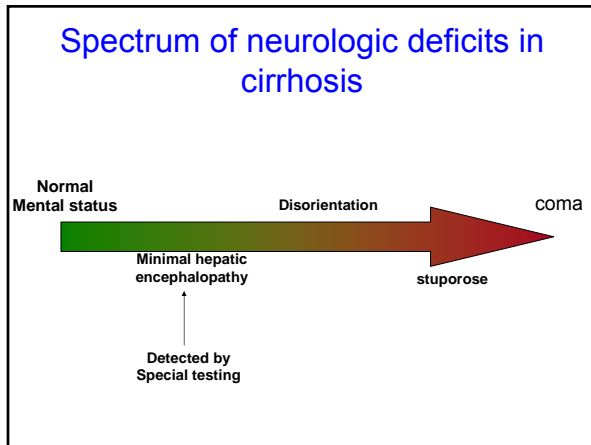 Spectrum of neurologic deficits in
cirrhosis
Normal
Mental status
Disorientation
coma
Minimal hepatic
encephalopathy
stuporose
Detected by
Special testing